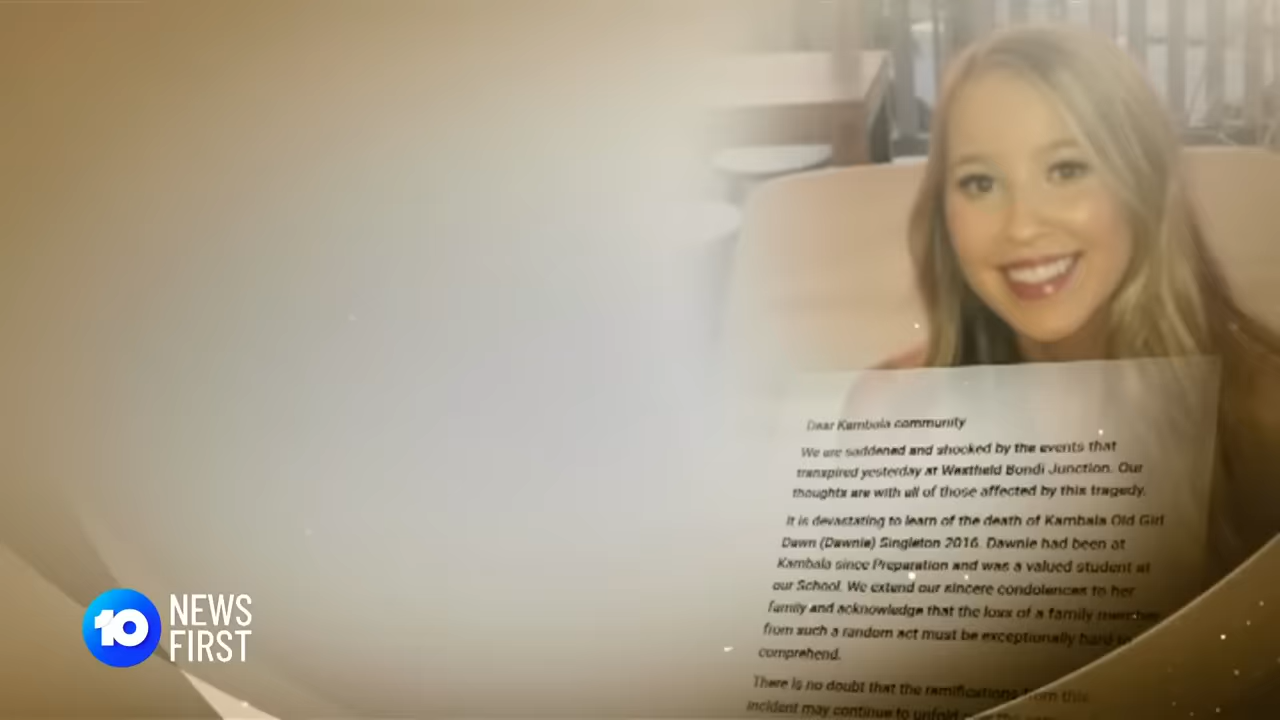 Dear Kambala community
We are saddened and shocked by the events that
transpired yesterday at Westfield Bondi Junction. Our
thoughts are with all of those affected by this tragedy.
It is devastating to learn of the death of Kambala Old Girl
Dawn (Dawnie) Singleton 2016. Dawnie had been at
Kambala since Preparation and was a valued student at
our School. We extend our sincere condolences to her
family and acknowledge that the loss of a family member
from such a random act must be exceptionally hard to
comprehend.
There is no doubt that the ramifications from this
incident may continue to unfold
10 NEWS
FIRST